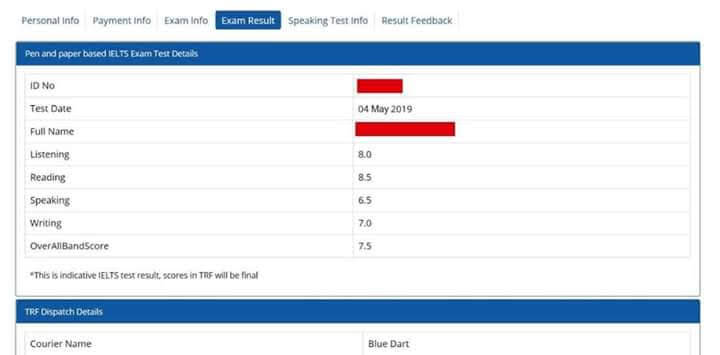 Personal Info Payment Info Exam Info Exam Result Speaking Test Info Result Feedback
Pen and paper based IELTS Exam Test Details
ID No
Test Date 04 May 2019
Full Name
Listening 8.0
Reading 8.5
Speaking 6.5
Writing 7.0
OverAllBandScore 7.5
*This is indicative IELTS test result, scores in TRF will be final
TRF Dispatch Details
Courier Name Blue Dart